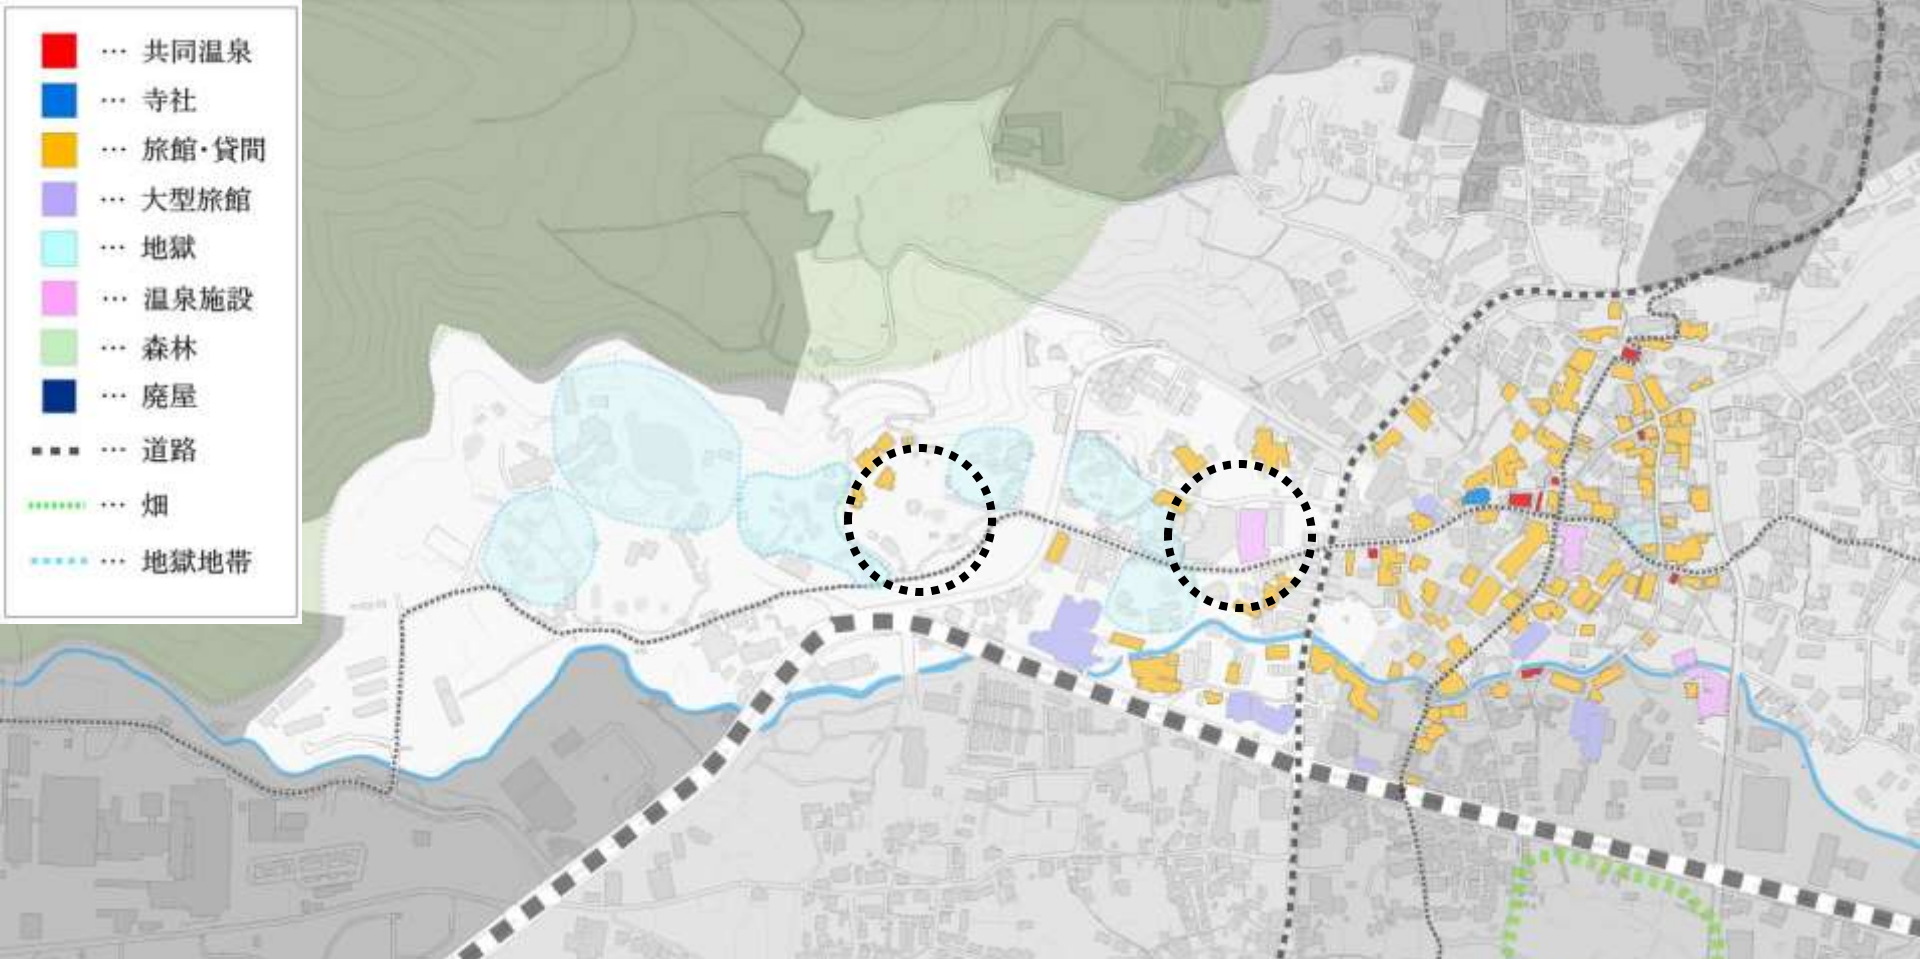 … 共同温泉
… 寺社
… 旅館・貸間
… 大型旅館
… 地獄
… 温泉施設
… 森林
… 廃屋
… 道路
… 畑
… 地獄地帯